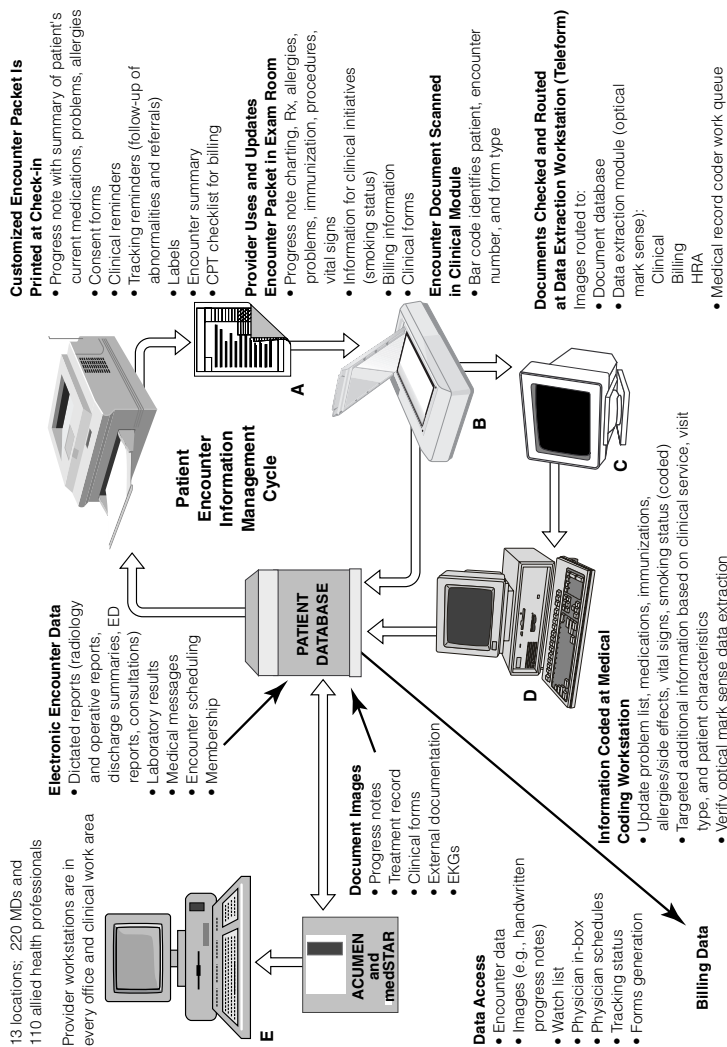 13 locations; 220 MDs and
110 allied health professionals
Provider workstations are in
every office and clinical work area
E
ACUMEN
and
medSTAR
Data Access
• Encounter data
• Images (e.g., handwritten
progress notes)
• Watch list
• Physician in-box
• Physician schedules
• Tracking status
• Forms generation
Billing Data
Electronic Encounter Data
• Dictated reports (radiology
and operative reports,
discharge summaries, ED
reports, consultations)
• Laboratory results
• Medical messages
• Encounter scheduling
• Membership
PATIENT
DATABASE
Document Images
• Progress notes
• Treatment record
• Clinical forms
• External documentation
• EKGs
Patient
Encounter
Information
Management
Cycle
D
Information Coded at Medical
Coding Workstation
• Update problem list, medications, immunizations,
allergies/side effects, vital signs, smoking status (coded)
• Targeted additional information based on clinical service, visit
type, and patient characteristics
• Verify optical mark sense data extraction
A
B
C
Customized Encounter Packet Is
Printed at Check-in
• Progress note with summary of patient's
current medications, problems, allergies
• Consent forms
• Clinical reminders
• Tracking reminders (follow-up of
abnormalities and referrals)
• Labels
• Encounter summary
• CPT checklist for billing
Provider Uses and Updates
Encounter Packet in Exam Room
• Progress note charting, Rx, allergies,
problems, immunization, procedures,
vital signs
• Information for clinical initiatives
(smoking status)
• Billing information
• Clinical forms
Encounter Document Scanned
in Clinical Module
• Bar code identifies patient, encounter
number, and form type
Documents Checked and Routed
at Data Extraction Workstation (Teleform)
Images routed to:
• Document database
• Data extraction module (optical
mark sense):
Clinical
Billing
HRA
• Medical record coder work queue